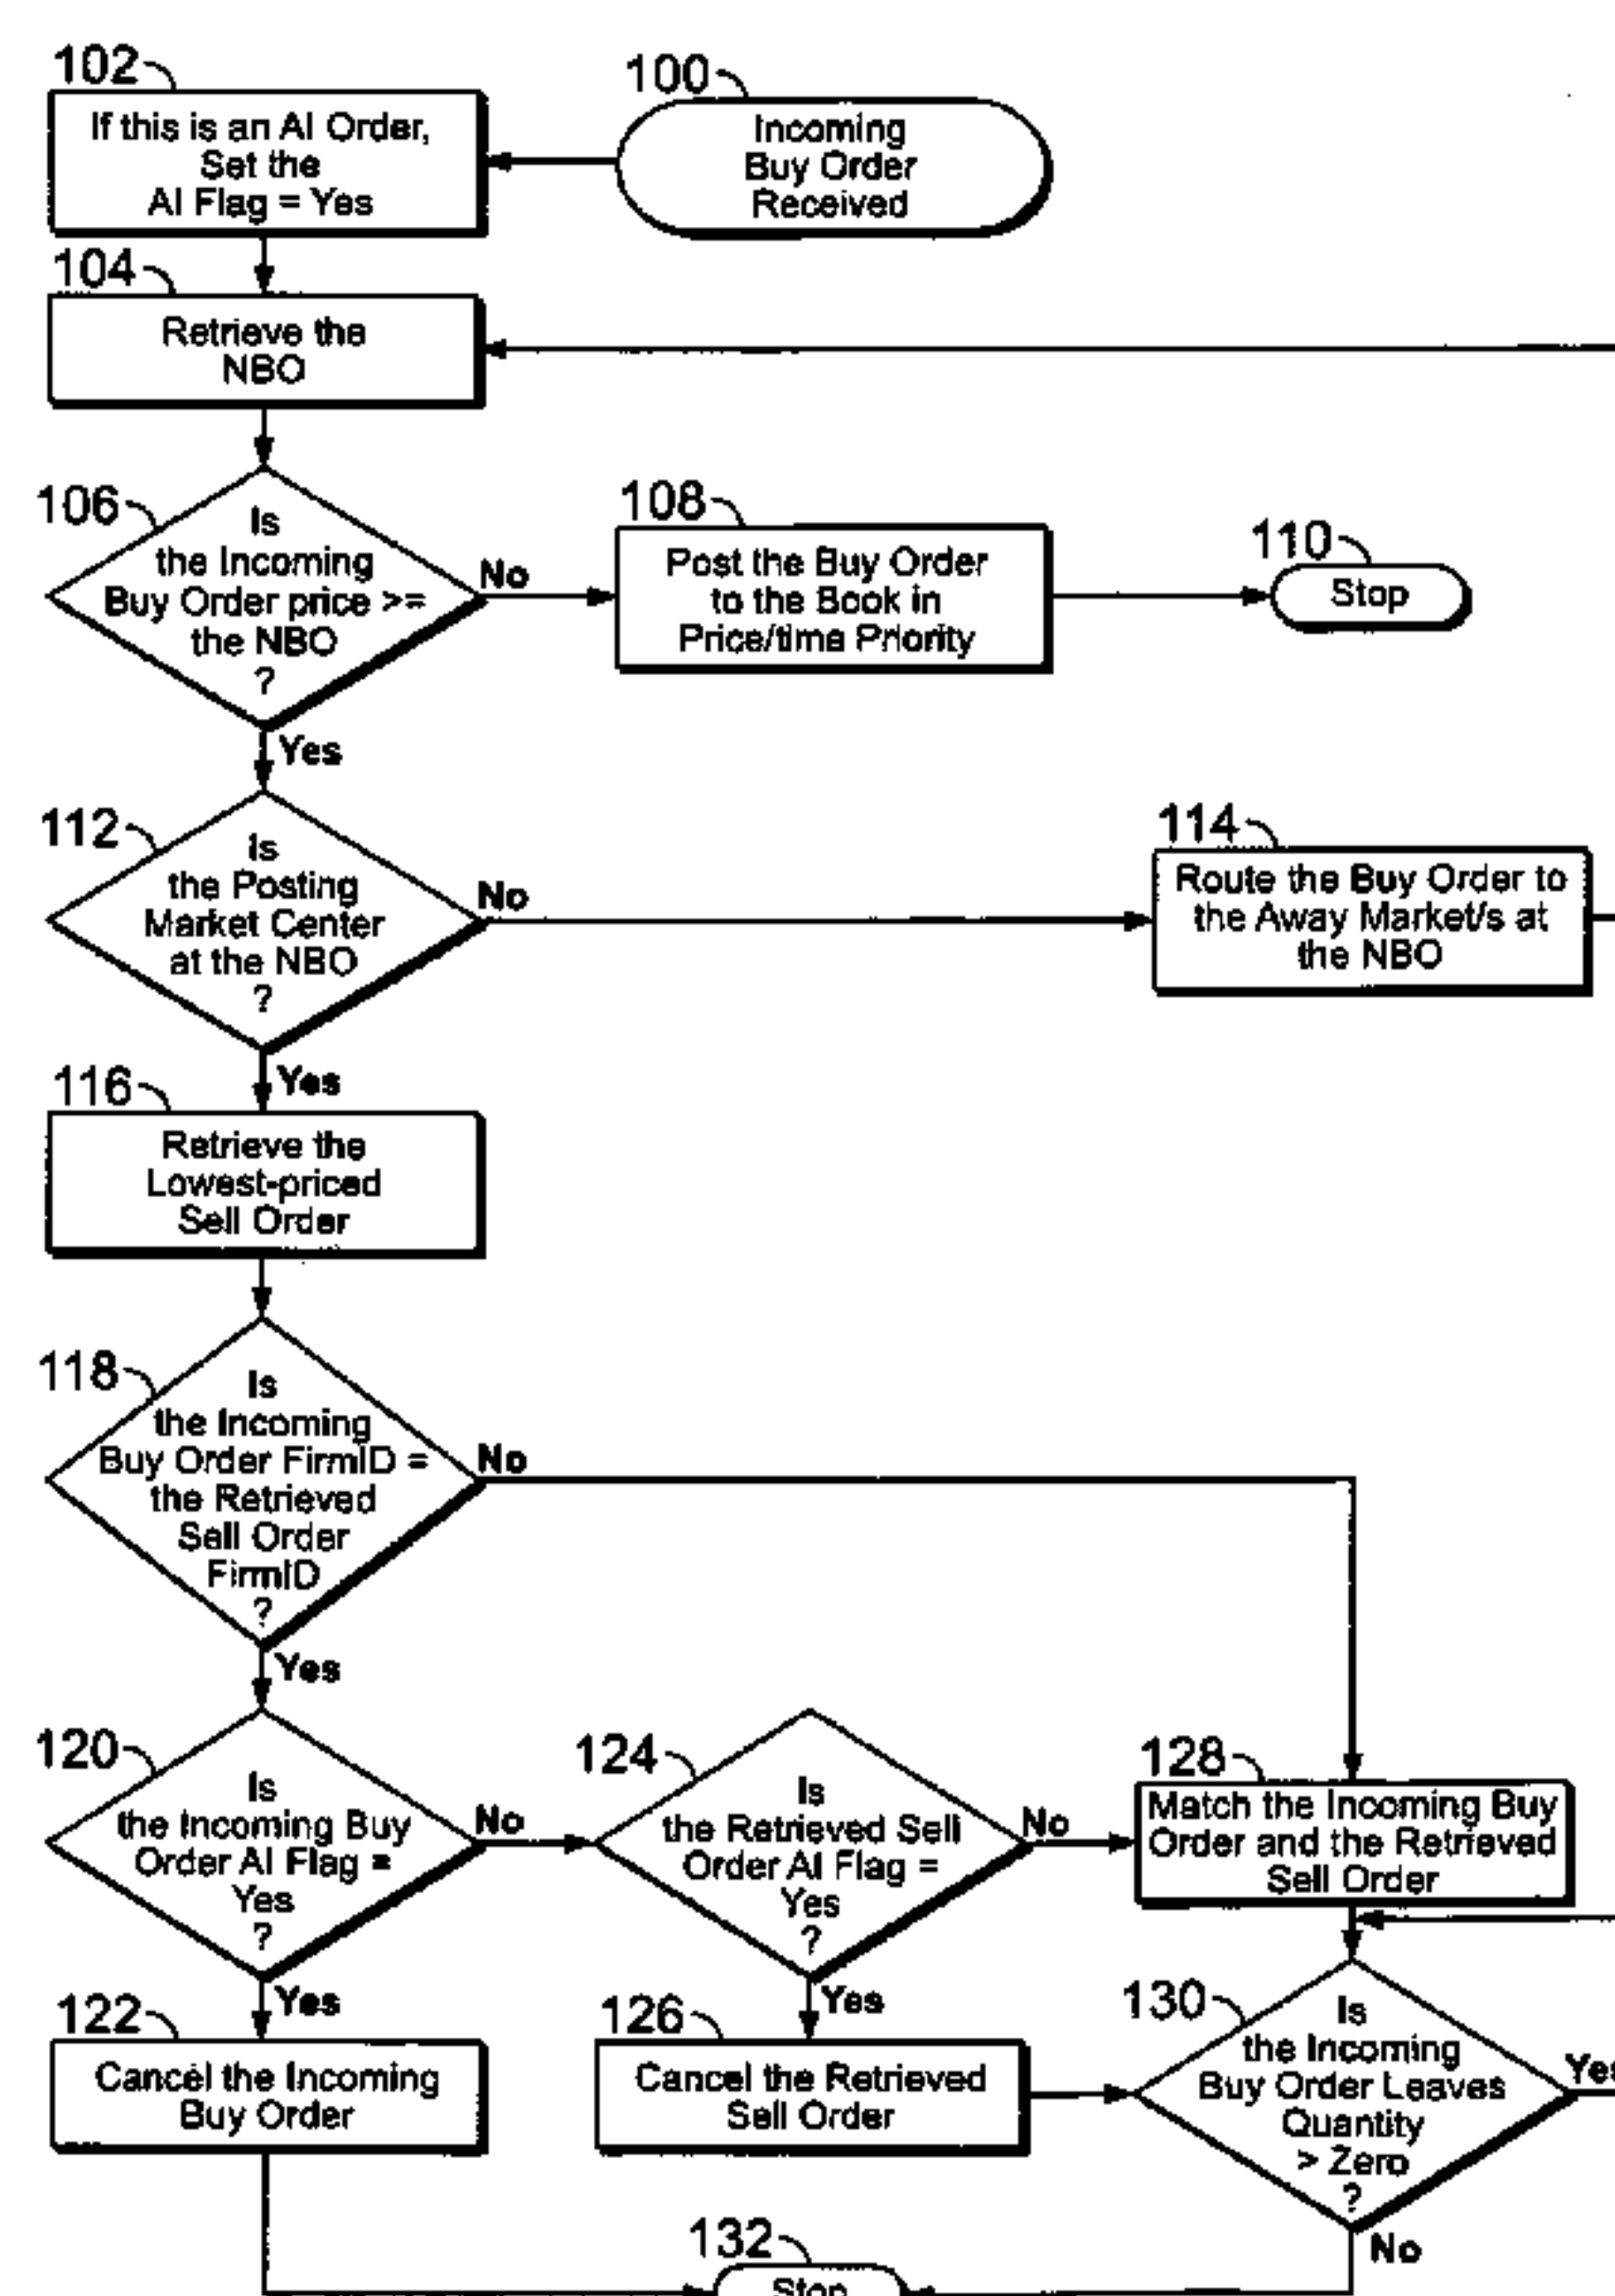 102
If this is an AI Order,
Set the
AI Flag = Yes
100
Incoming
Buy Order
Received
104
Retrieve the
NBO
106
Is
the Incoming
Buy Order price >=
the NBO
?
No
Yes
108
Post the Buy Order
to the Book in
Price/time Priority
110
Stop
112
Is
the Posting
Market Center
at the NBO
?
No
Yes
114
Route the Buy Order to
the Away Market/s at
the NBO
116
Retrieve the
Lowest-priced
Sell Order
118
Is
the Incoming
Buy Order FirmID =
the Retrieved
Sell Order
FirmID
?
No
Yes
120
Is
the Incoming Buy
Order AI Flag =
Yes
?
No
Yes
124
Is
the Retrieved Sell
Order AI Flag =
Yes
?
No
Yes
128
Match the Incoming Buy
Order and the Retrieved
Sell Order
122
Cancel the Incoming
Buy Order
126
Cancel the Retrieved
Sell Order
130
Is
the Incoming
Buy Order Leaves
Quantity
> Zero
?
Yes
No
132
Stop